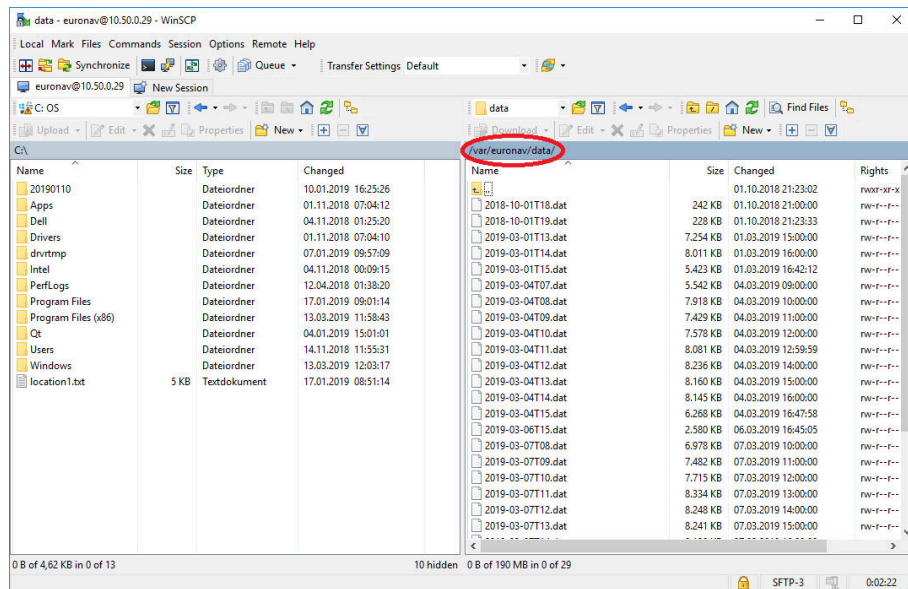 data - euronav@10.50.0.29 - WinSCP
Local Mark Files Commands Session Options Remote Help
Synchronize Queue Transfer Settings Default
euronav@10.50.0.29 New Session
C: OS data Find Files
Upload Edit Properties New Download Edit Properties New
C:\ /var/euronav/data/
Name Size Type Changed Name Size Changed Rights
20190110 Dateiordner 10.01.2019 16:25:26 .. 01.10.2018 21:23:02 rwxr-xr-x
Apps Dateiordner 01.11.2018 07:04:12 2018-10-01T18.dat 242 KB 01.10.2018 21:00:00 rw-r--r--
Dell Dateiordner 04.11.2018 01:25:20 2018-10-01T19.dat 228 KB 01.10.2018 21:23:33 rw-r--r--
Drivers Dateiordner 01.11.2018 07:04:10 2019-03-01T13.dat 7.254 KB 01.03.2019 15:00:00 rw-r--r--
drvrtmp Dateiordner 07.01.2019 09:57:09 2019-03-01T14.dat 8.011 KB 01.03.2019 16:00:00 rw-r--r--
Intel Dateiordner 04.11.2018 00:09:15 2019-03-01T15.dat 5.423 KB 01.03.2019 16:42:12 rw-r--r--
PerfLogs Dateiordner 12.04.2018 01:38:20 2019-03-04T07.dat 5.542 KB 04.03.2019 09:00:00 rw-r--r--
Program Files Dateiordner 17.01.2019 09:01:14 2019-03-04T08.dat 7.918 KB 04.03.2019 10:00:00 rw-r--r--
Program Files (x86) Dateiordner 13.03.2019 11:58:43 2019-03-04T09.dat 7.429 KB 04.03.2019 11:00:00 rw-r--r--
Qt Dateiordner 04.01.2019 15:01:01 2019-03-04T10.dat 7.578 KB 04.03.2019 12:00:00 rw-r--r--
Users Dateiordner 14.11.2018 11:55:31 2019-03-04T11.dat 8.081 KB 04.03.2019 12:59:59 rw-r--r--
Windows Dateiordner 13.03.2019 12:03:17 2019-03-04T12.dat 8.236 KB 04.03.2019 14:00:00 rw-r--r--
location1.txt 5 KB Textdokument 17.01.2019 08:51:14 2019-03-04T13.dat 8.160 KB 04.03.2019 15:00:00 rw-r--r--
2019-03-04T14.dat 8.145 KB 04.03.2019 16:00:00 rw-r--r--
2019-03-04T15.dat 6.268 KB 04.03.2019 16:47:58 rw-r--r--
2019-03-06T15.dat 2.580 KB 06.03.2019 16:45:05 rw-r--r--
2019-03-07T08.dat 6.978 KB 07.03.2019 10:00:00 rw-r--r--
2019-03-07T09.dat 7.482 KB 07.03.2019 11:00:00 rw-r--r--
2019-03-07T10.dat 7.715 KB 07.03.2019 12:00:00 rw-r--r--
2019-03-07T11.dat 8.334 KB 07.03.2019 13:00:00 rw-r--r--
2019-03-07T12.dat 8.248 KB 07.03.2019 14:00:00 rw-r--r--
2019-03-07T13.dat 8.241 KB 07.03.2019 15:00:00 rw-r--r--
0 B of 4,62 KB in 0 of 13 10 hidden 0 B of 190 MB in 0 of 29
SFTP-3 0:02:22